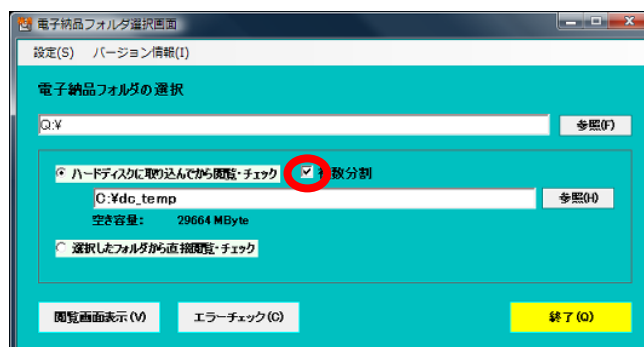 電子納品フォルダ選択画面
設定(S) バージョン情報(I)
電子納品フォルダの選択
Q:¥
参照(F)
ハードディスクに取り込んでから閲覧・チェック
数分割
C:¥dc_temp
参照(H)
空き容量: 29664 MByte
選択したフォルダから直接閲覧・チェック
閲覧画面表示(V) エラーチェック(C) 終了(Q)